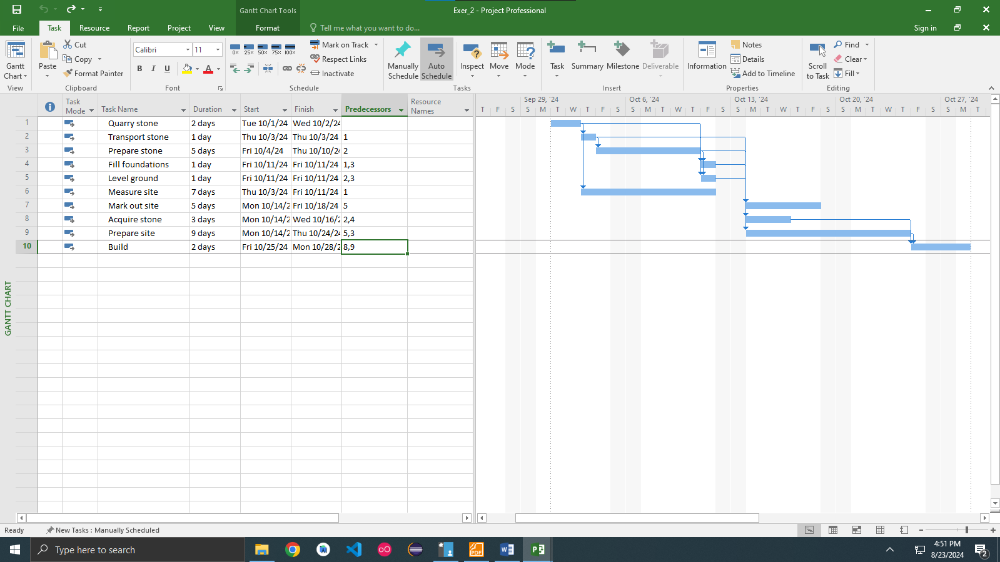 Gantt Chart Tools
Exer_2 - Project Professional
File Task Resource Report Project View Format Tell me what you want to do... Sign in
Gantt Chart
View
Paste
Cut
Copy
Format Painter
Clipboard
Calibri 11
B I U A
Font
0% 25% 50% 75% 100%
Mark on Track
Respect Links
Inactivate
Schedule
Manually Schedule
Auto Schedule
Inspect
Move
Mode
Tasks
Task
Summary
Milestone
Deliverable
Insert
Information
Notes
Details
Add to Timeline
Properties
Scroll to Task
Find
Clear
Fill
Editing
Task Mode Task Name Duration Start Finish Predecessors Resource Names
Sep 29, '24 Oct 6, '24 Oct 13, '24 Oct 20, '24 Oct 27, '24
T F S S M T W T F S S M T W T F S S M T W T F S S M T W T F S S M T
1 Quarry stone 2 days Tue 10/1/24 Wed 10/2/24
2 Transport stone 1 day Thu 10/3/24 Thu 10/3/24 1
3 Prepare stone 5 days Fri 10/4/24 Thu 10/10/24 2
4 Fill foundations 1 day Fri 10/11/24 Fri 10/11/24 1,3
5 Level ground 1 day Fri 10/11/24 Fri 10/11/24 2,3
6 Measure site 7 days Thu 10/3/24 Fri 10/11/24 1
7 Mark out site 5 days Mon 10/14/2 Fri 10/18/24 5
8 Acquire stone 3 days Mon 10/14/2 Wed 10/16/2 2,4
9 Prepare site 9 days Mon 10/14/2 Thu 10/24/24 5,3
10 Build 2 days Fri 10/25/24 Mon 10/28/2 8,9
GANTT CHART
Ready New Tasks : Manually Scheduled
Type here to search
4:51 PM
8/23/2024
2